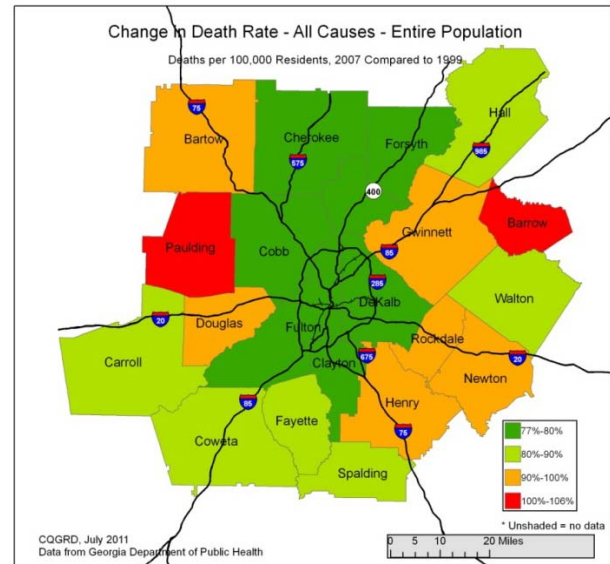 Change in Death Rate - All Causes - Entire Population
Deaths per 100,000 Residents, 2007 Compared to 1999
Hall
75
Bartow
Cherokee
Forsyth
985
575
400
Barrow
Gwinnett
Paulding
Cobb
85
285
Walton
DeKalb
20
Douglas
Fulton
Rockdale
Carroll
Clayton
675
20
Newton
Henry
85
Fayette
75
Coweta
Spalding
77%-80%
80%-90%
90%-100%
100%-106%
* Unshaded = no data
CQGRD, July 2011
Data from Georgia Department of Public Health
0 5 10 20 Miles